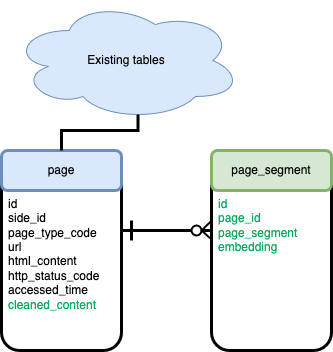 Existing tables
page
id
side_id
page_type_code
url
html_content
http_status_code
accessed_time
cleaned_content
page_segment
id
page_id
page_segment
embedding